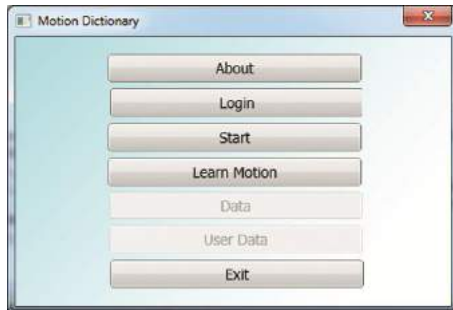 Motion Dictionary
About
Login
Start
Learn Motion
Data
User Data
Exit